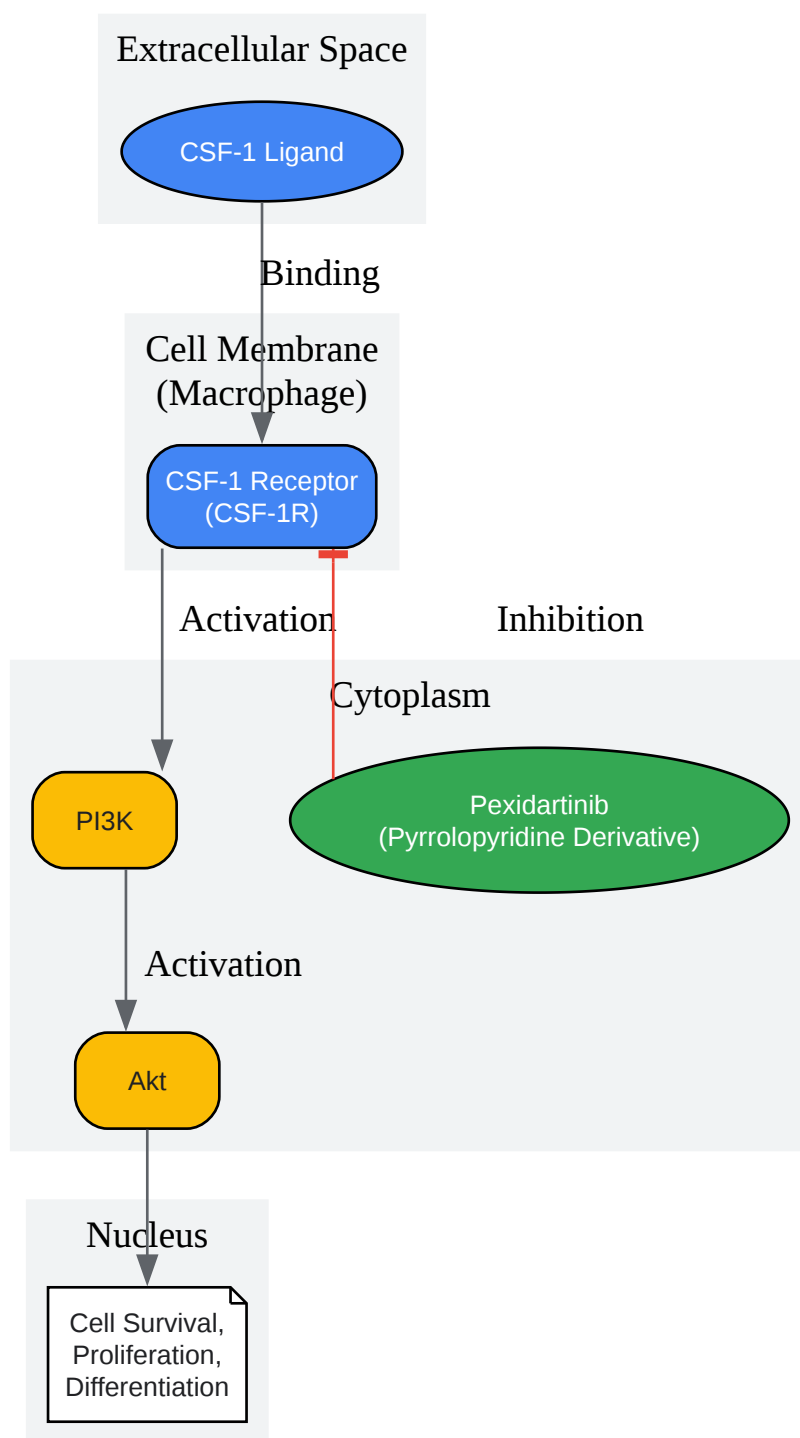 Extracellular Space
CSF-1 Ligand
Binding
Cell Membrane
(Macrophage)
CSF-1 Receptor
(CSF-1R)
Activation
Inhibition
Cytoplasm
PI3K
Pexidartinib
(Pyrrolopyridine Derivative)
Activation
Akt
Nucleus
Cell Survival,
Proliferation,
Differentiation